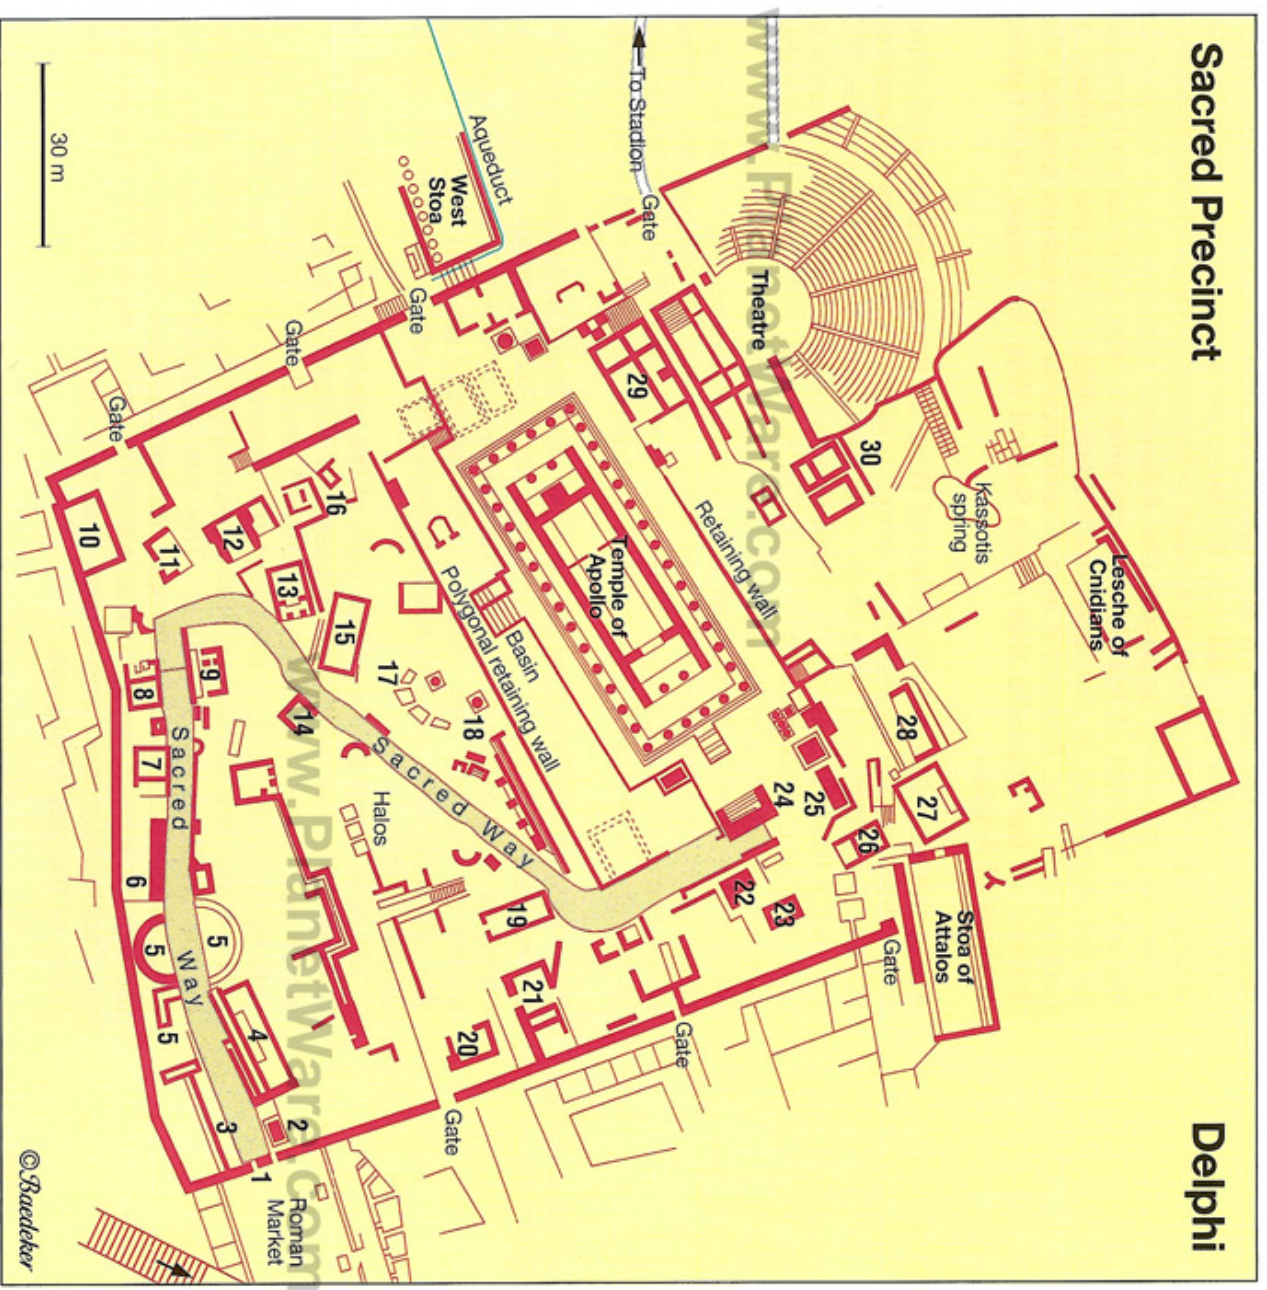 Sacred Precinct
Delphi
www.PlanetWare.com
To Stadion
Gate
Aqueduct
West
Stoa
Gate
Gate
Gate
Theatre
30
Kassotis
spring
Lesche of
Cnidians
29
Retaining wall
Temple of
Apollo
Basin
Polygonal retaining wall
28
27
26
25
24
23
22
Stoa of
Attalos
Gate
Gate
Gate
16
12
11
10
13
15
17
18
14
9
8
7
6
5
5
5
4
3
2
1
19
21
20
Halos
Sacred Way
Sacred Way
Roman
Market
www.PlanetWare.com
30 m
©Baedeker